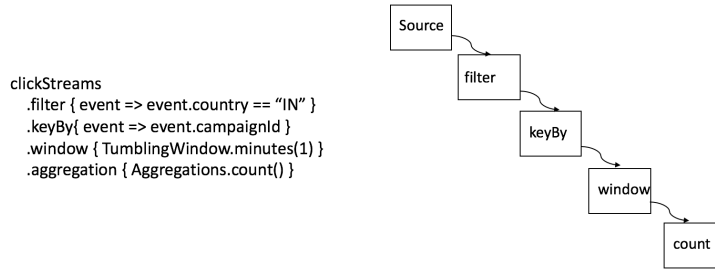 clickStreams
.filter { event => event.country == “IN” }
.keyBy{ event => event.campaignId }
.window { TumblingWindow.minutes(1) }
.aggregation { Aggregations.count() }
Source
filter
keyBy
window
count